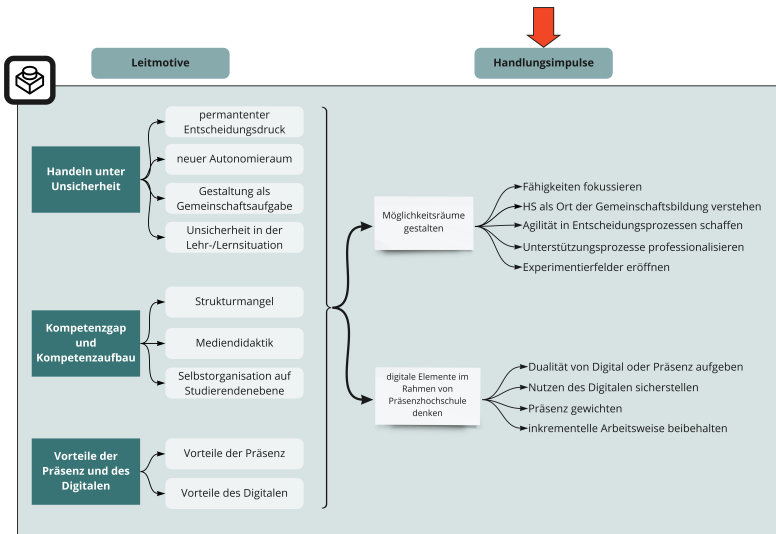 Leitmotive
Handlungsimpulse
Handeln unter
Unsicherheit
permantenter
Entscheidungsdruck
neuer Autonomieraum
Gestaltung als
Gemeinschaftsaufgabe
Unsicherheit in der
Lehr-/Lernsituation
Kompetenzgap
und
Kompetenzaufbau
Strukturmangel
Mediendidaktik
Selbstorganisation auf
Studierendenebene
Vorteile der
Präsenz und des
Digitalen
Vorteile der Präsenz
Vorteile des Digitalen
Möglichkeitsräume
gestalten
Fähigkeiten fokussieren
HS als Ort der Gemeinschaftsbildung verstehen
Agilität in Entscheidungsprozessen schaffen
Unterstützungsprozesse professionalisieren
Experimentierfelder eröffnen
digitale Elemente im
Rahmen von
Präsenzhochschule
denken
Dualität von Digital oder Präsenz aufgeben
Nutzen des Digitalen sicherstellen
Präsenz gewichten
inkrementelle Arbeitsweise beibehalten